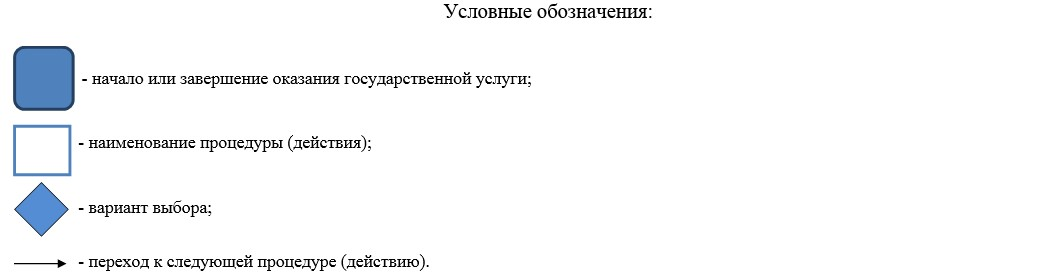 Условные обозначения:
- начало или завершение оказания государственной услуги;
- наименование процедуры (действия);
- вариант выбора;
- переход к следующей процедуре (действию).